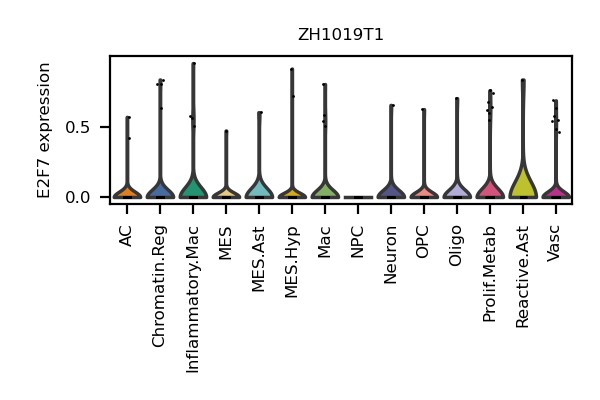 ZH1019T1
E2F7 expression
0.5
0.0
AC
Chromatin.Reg
Inflammatory.Mac
MES
MES.Ast
MES.Hyp
Mac
NPC
Neuron
OPC
Oligo
Prolif.Metab
Reactive.Ast
Vasc